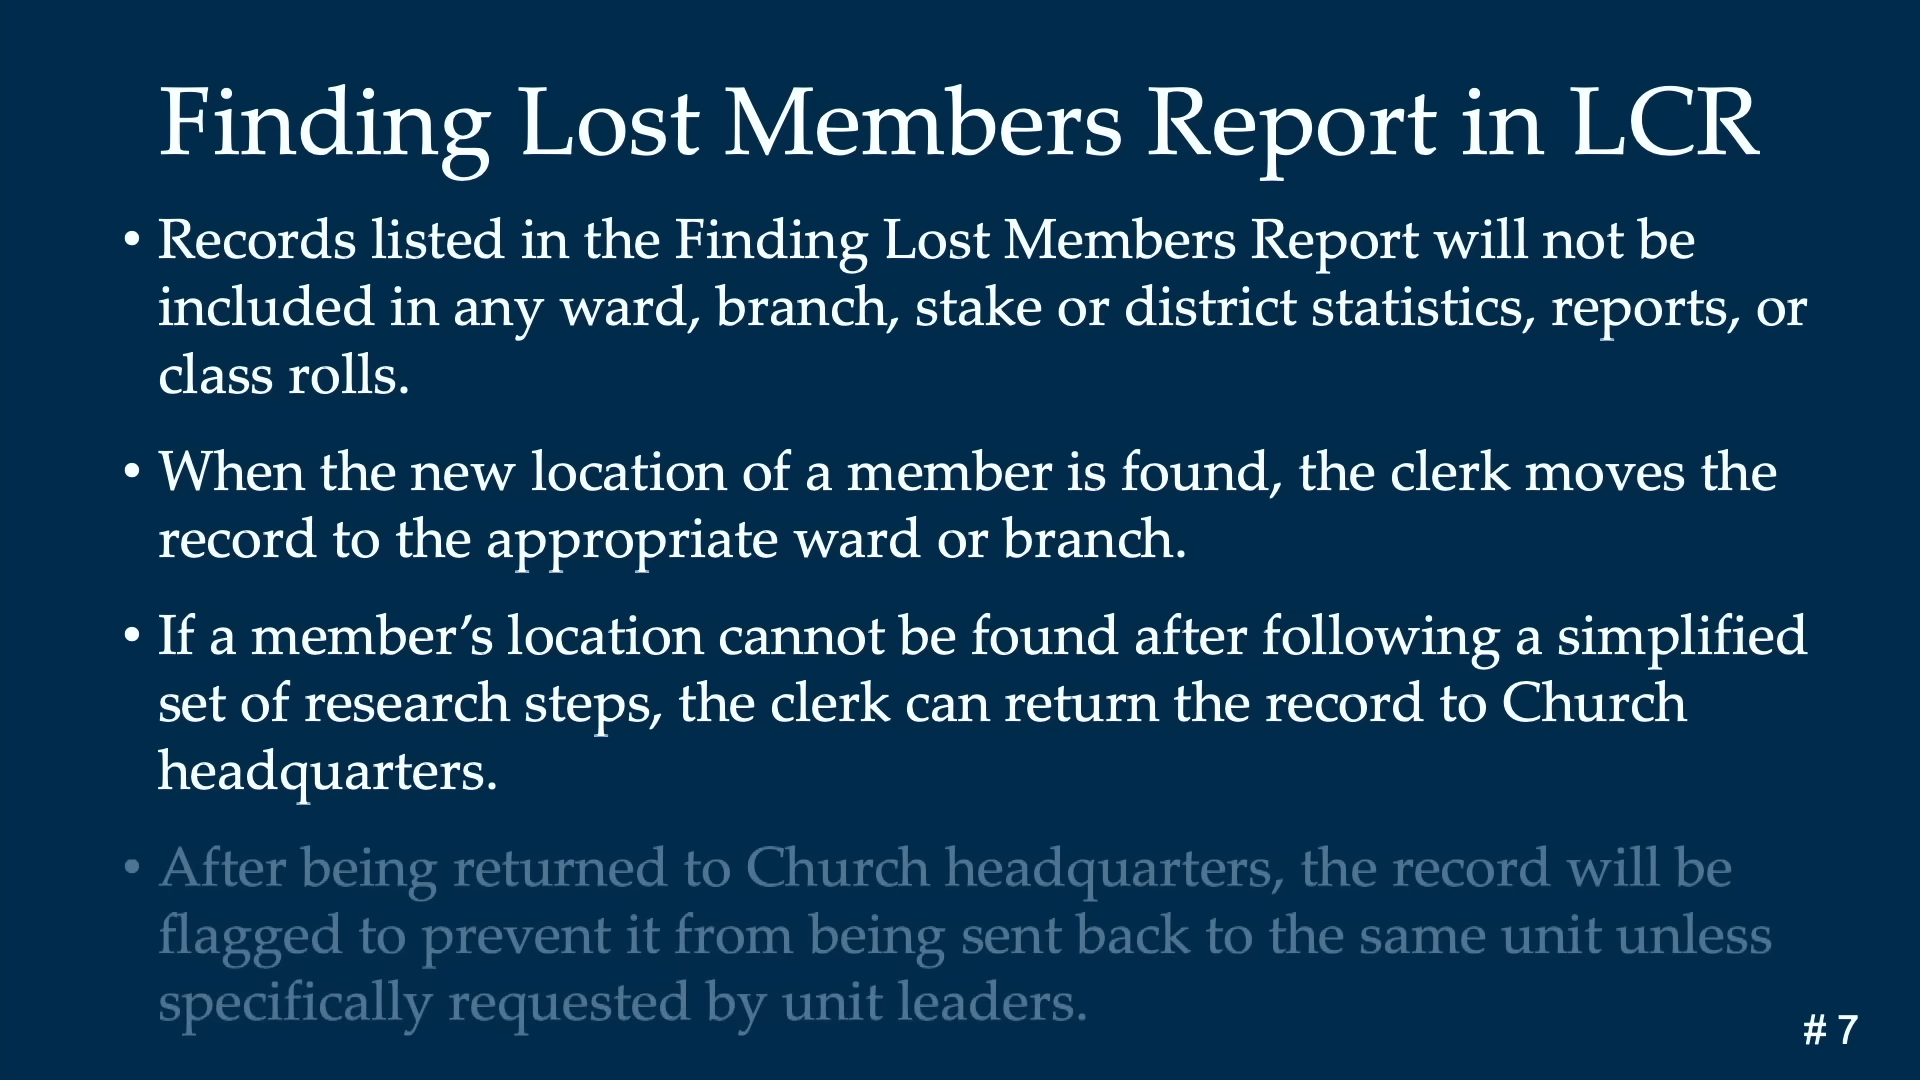 Finding Lost Members Report in LCR
• Records listed in the Finding Lost Members Report will not be
included in any ward, branch, stake or district statistics, reports, or
class rolls.
• When the new location of a member is found, the clerk moves the
record to the appropriate ward or branch.
• If a member’s location cannot be found after following a simplified
set of research steps, the clerk can return the record to Church
headquarters.
• After being returned to Church headquarters, the record will be
flagged to prevent it from being sent back to the same unit unless
specifically requested by unit leaders.
# 7